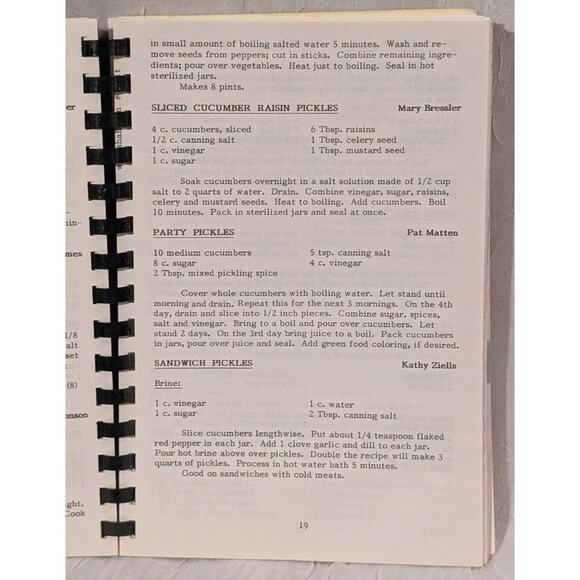 in small amount of boiling salted water 5 minutes. Wash and re-
move seeds from peppers; cut in sticks. Combine remaining ingre-
dients; pour over vegetables. Heat just to boiling. Seal in hot
sterilized jars.
Makes 8 pints.
SLICED CUCUMBER RAISIN PICKLES Mary Bressler
4 c. cucumbers, sliced 6 Tbsp. raisins
1/2 c. canning salt 1 Tbsp. celery seed
1 c. vinegar 1 Tbsp. mustard seed
1 c. sugar
Soak cucumbers overnight in a salt solution made of 1/2 cup
salt to 2 quarts of water. Drain. Combine vinegar, sugar, raisins,
celery and mustard seeds. Heat to boiling. Add cucumbers. Boil
10 minutes. Pack in sterilized jars and seal at once.
PARTY PICKLES Pat Matten
10 medium cucumbers 5 tsp. canning salt
8 c. sugar 4 c. vinegar
2 Tbsp. mixed pickling spice
Cover whole cucumbers with boiling water. Let stand until
morning and drain. Repeat this for the next 3 mornings. On the 4th
day, drain and slice into 1/2 inch pieces. Combine sugar, spices,
salt and vinegar. Bring to a boil and pour over cucumbers. Let
stand 2 days. On the 3rd day bring juice to a boil. Pack cucumbers
in jars, pour over juice and seal. Add green food coloring, if desired.
SANDWICH PICKLES Kathy Ziells
Brine:
1 c. vinegar 1 c. water
1 c. sugar 2 Tbsp. canning salt
Slice cucumbers lengthwise. Put about 1/4 teaspoon flaked
red pepper in each jar. Add 1 clove garlic and dill to each jar.
Pour hot brine above over pickles. Double the recipe will make 3
quarts of pickles. Process in hot water bath 5 minutes.
Good on sandwiches with cold meats.
19
er
min-
mes
1/8
alt
set
(8)
nson
ght.
Cook